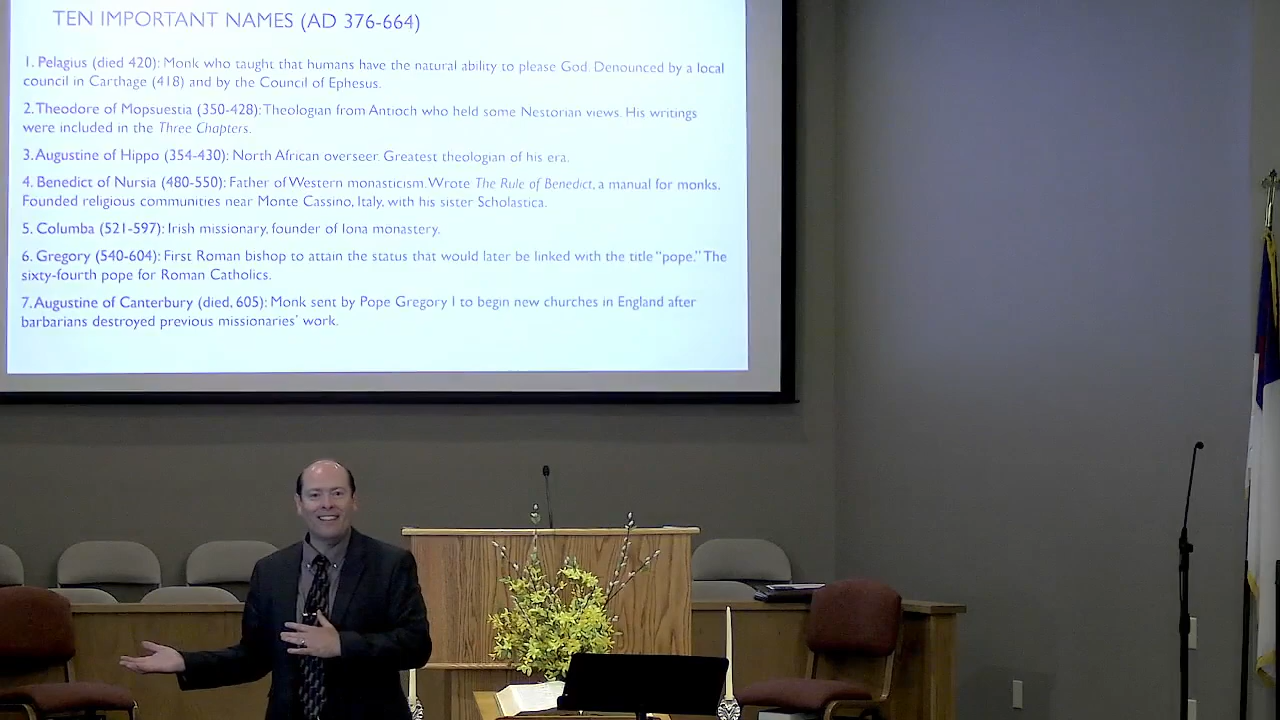 TEN IMPORTANT NAMES (AD 376-664)
1. Pelagius (died 420): Monk who taught that humans have the natural ability to please God. Denounced by a local
council in Carthage (418) and by the Council of Ephesus.
2. Theodore of Mopsuestia (350-428): Theologian from Antioch who held some Nestorian views. His writings
were included in the Three Chapters.
3. Augustine of Hippo (354-430): North African overseer. Greatest theologian of his era.
4. Benedict of Nursia (480-550): Father of Western monasticism. Wrote The Rule of Benedict, a manual for monks.
Founded religious communities near Monte Cassino, Italy, with his sister Scholastica.
5. Columba (521-597): Irish missionary, founder of Iona monastery.
6. Gregory (540-604): First Roman bishop to attain the status that would later be linked with the title "pope." The
sixty-fourth pope for Roman Catholics.
7. Augustine of Canterbury (died, 605): Monk sent by Pope Gregory I to begin new churches in England after
barbarians destroyed previous missionaries' work.